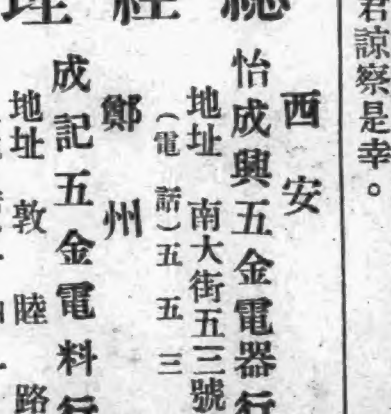 君諒察是幸。
總經理
西安
怡成興五金電器行
地址 南大街五三號
（電話）五五三
鄭州
成記五金電料行
地址 敦睦路